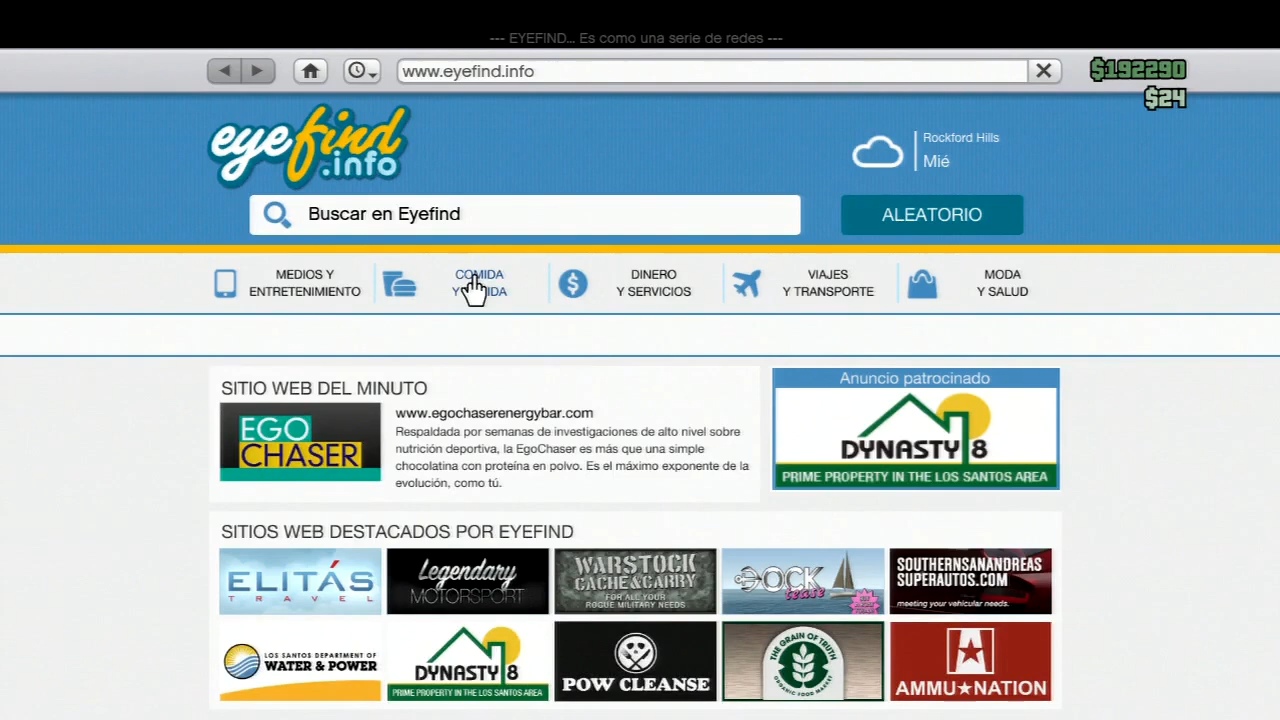 --- EYEFIND... Es como una serie de redes ---
www.eyefind.info
$192290
$24
eyefind
.info
Rockford Hills
Mié
Buscar en Eyefind
ALEATORIO
MEDIOS Y
ENTRETENIMIENTO
COMIDA
DINERO
Y SERVICIOS
VIAJES
Y TRANSPORTE
MODA
Y SALUD
SITIO WEB DEL MINUTO
EGO
CHASER
www.egochaserenergybar.com
Respaldada por semanas de investigaciones de alto nivel sobre
nutrición deportiva, la EgoChaser es más que una simple
chocolatina con proteína en polvo. Es el máximo exponente de la
evolución, como tú.
Anuncio patrocinado
DYNASTY 8
PRIME PROPERTY IN THE LOS SANTOS AREA
SITIOS WEB DESTACADOS POR EYEFIND
ELITÁS
TRAVEL
Legendary
MOTORSPORT
WARSTOCK
CACHE & CARRY
FOR ALL YOUR
ROGUE MILITARY NEEDS
DOCK
tease
SOUTHERNSANANDREAS
SUPERAUTOS.COM
meeting your vehicular needs.
LOS SANTOS DEPARTMENT OF
WATER & POWER
DYNASTY 8
PRIME PROPERTY IN THE LOS SANTOS AREA
POW CLEANSE
THE GRAIN OF TRUTH
ORGANIC FOOD MARKET
AMMU★NATION